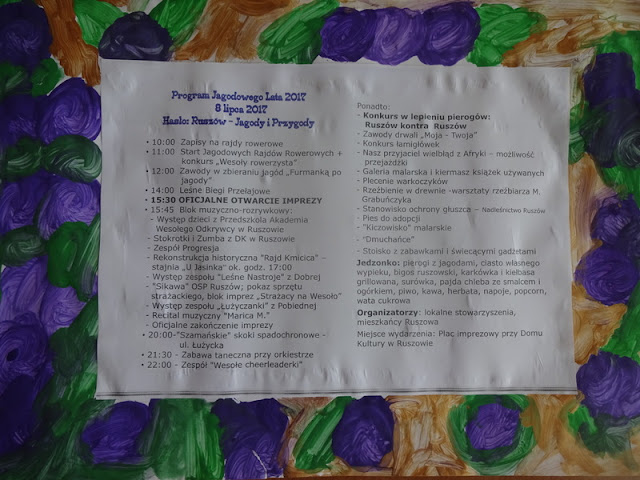 Program Jagodowego Lata 2017
8 lipca 2017
Hasło: Ruszów - Jagody i Przygody
• 10:00 Zapisy na rajdy rowerowe
• 11:00 Start Jagodowych Rajdów Rowerowych +
konkurs „Wesoły rowerzysta”
• 12:00 Zawody w zbieraniu jagód „Furmanką po
jagody”
• 14:00 Leśne Biegi Przełajowe
• 15:30 OFICJALNE OTWARCIE IMPREZY
• 15:45 Blok muzyczno-rozrywkowy:
- Występ dzieci z Przedszkola Akademia
Wesołego Odkrywcy w Ruszowie
- Stokrotki i Zumba z DK w Ruszowie
- Zespół Progresja
- Rekonstrukcja historyczna "Rajd Kmicica" –
stajnia „U Jaśinka” ok. godz. 17:00
- Występ zespołu "Leśne Nastroje" z Dobrej
- "Sikawa" OSP Ruszów; pokaz sprzętu
strażackiego, blok imprez „Strażacy na Wesoło”
- Występ zespołu „Łużyczanki” z Pobiednej
- Recital muzyczny "Marica M."
- Oficjalne zakończenie imprezy
• 20:00-"Szamańskie" skoki spadochronowe -
ul. Łużycka
• 21:30 - Zabawa taneczna przy orkiestrze
• 22:00 - Zespół "Wesołe cheerleaderki"
Ponadto:
- Konkurs w lepieniu pierogów:
Ruszów kontra Ruszów
- Zawody drwali „Moja - Twoja”
- Konkurs łamigłówek
- Nasz przyjaciel wielbłąd z Afryki – możliwość
przejażdżki
- Galeria malarska i kiermasz książek używanych
- Plecenie warkoczyków
- Rzeźbienie w drewnie -warsztaty rzeźbiarza M.
Grabuńczyka
- Stanowisko ochrony głuszca – Nadleśnictwo Ruszów
- Pies do adopcji
- "Kiczowisko" malarskie
- "Dmuchańce"
- Stoisko z zabawkami i świecącymi gadżetami
Jedzonko: pierogi z jagodami, ciasto własnego
wypieku, bigos ruszowski, karkówka i kiełbasa
grillowana, surówka, pajda chleba ze smalcem i
ogórkiem, piwo, kawa, herbata, napoje, popcorn,
wata cukrowa
Organizatorzy: lokalne stowarzyszenia,
mieszkańcy Ruszowa
Miejsce wydarzenia: Plac imprezowy przy Domu
Kultury w Ruszowie